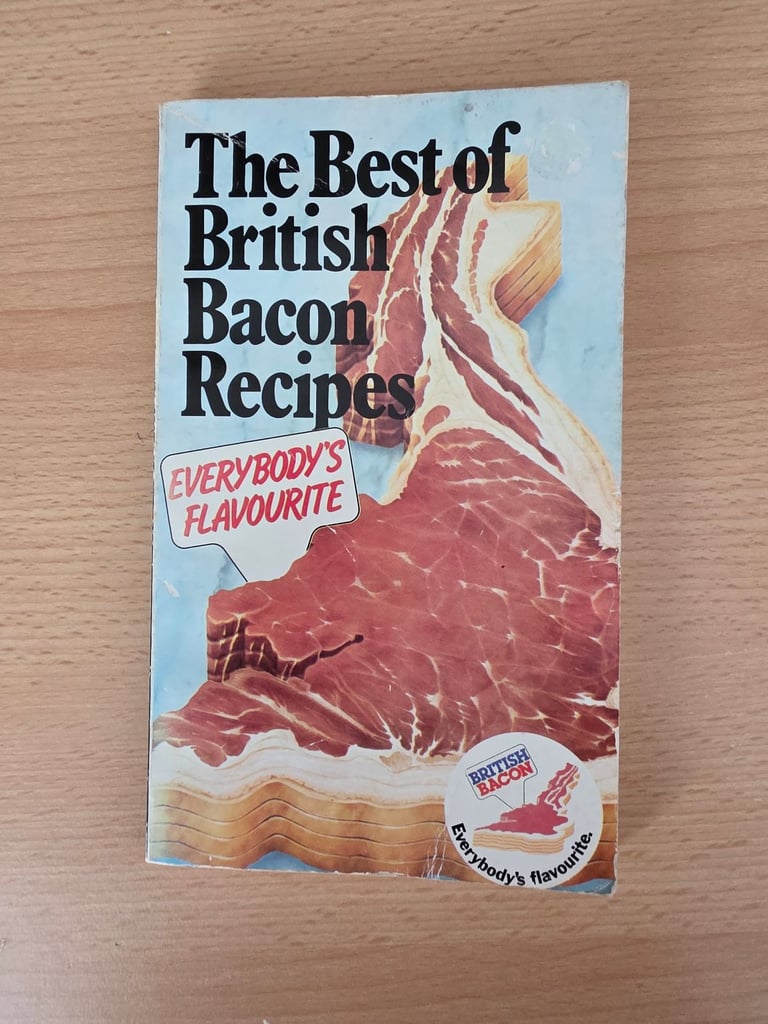 The Best of
British
Bacon
Recipes
EVERYBODY'S
FLAVOURITE
BRITISH
BACON
Everybody's flavourite.